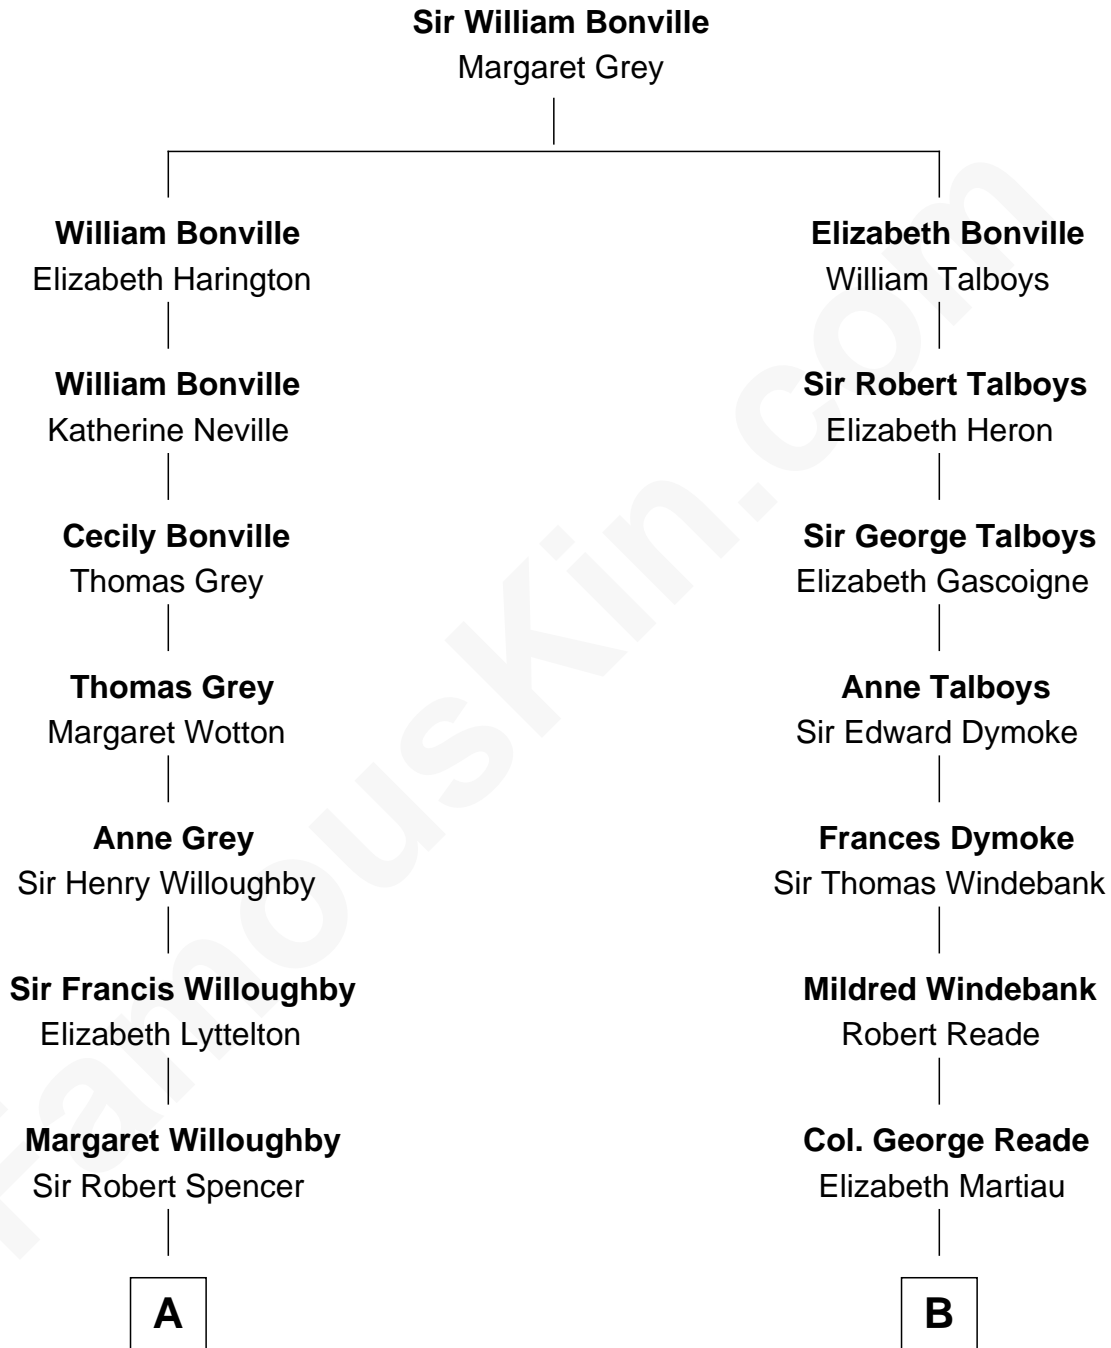 Sir William Bonville
Margaret Grey
William Bonville
Elizabeth Harington
William Bonville
Katherine Neville
Cecily Bonville
Thomas Grey
Thomas Grey
Margaret Wotton
Anne Grey
Sir Henry Willoughby
Sir Francis Willoughby
Elizabeth Lyttelton
Margaret Willoughby
Sir Robert Spencer
A
Elizabeth Bonville
William Talboys
Sir Robert Talboys
Elizabeth Heron
Sir George Talboys
Elizabeth Gascoigne
Anne Talboys
Sir Edward Dymoke
Frances Dymoke
Sir Thomas Windebank
Mildred Windebank
Robert Reade
Col. George Reade
Elizabeth Martiau
B
FamousKin.com